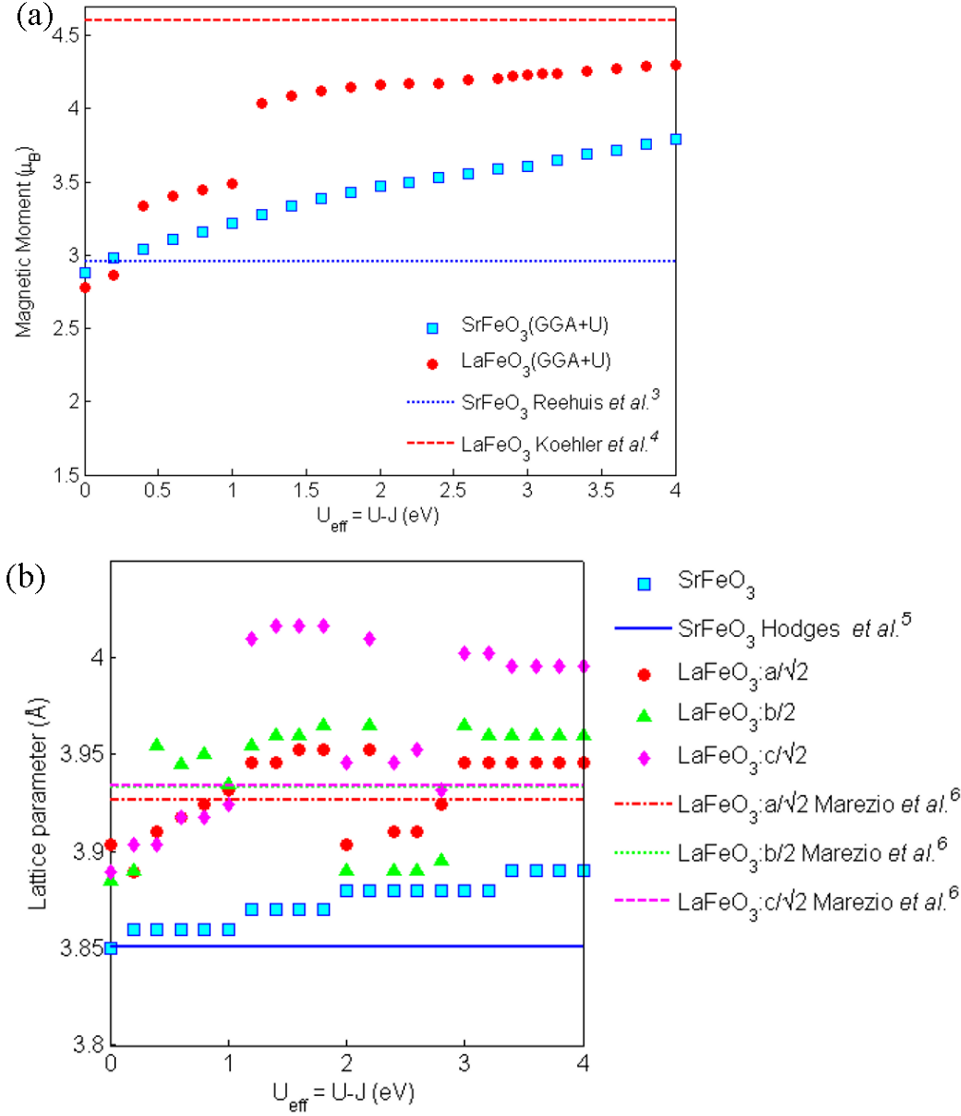 (a)
4.5
4
3.5
3
2.5
2
1.5
Magnetic Moment (μB)
SrFeO3(GGA+U)
LaFeO3(GGA+U)
SrFeO3 Reehuis et al.3
LaFeO3 Koehler et al.4
0 0.5 1 1.5 2 2.5 3 3.5 4
Ueff = U-J (eV)
(b)
4
3.95
3.9
3.85
3.8
Lattice parameter (Å)
0 1 2 3 4
Ueff = U-J (eV)
SrFeO3
SrFeO3 Hodges et al.5
LaFeO3:a/√2
LaFeO3:b/2
LaFeO3:c/√2
LaFeO3:a/√2 Marezio et al.6
LaFeO3:b/2 Marezio et al.6
LaFeO3:c/√2 Marezio et al.6